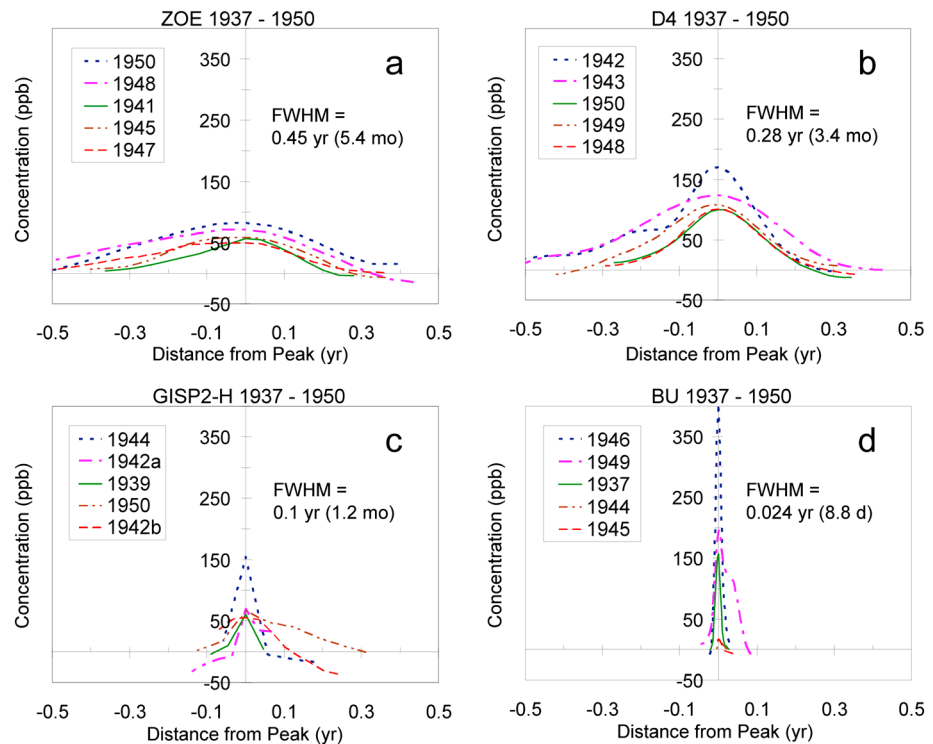 ZOE 1937 - 1950
a
1950
1948
1941
1945
1947
FWHM =
0.45 yr (5.4 mo)
Concentration (ppb)
350
250
150
50
-50
-0.5 -0.3 -0.1 0.1 0.3 0.5
Distance from Peak (yr)
D4 1937 - 1950
b
1942
1943
1950
1949
1948
FWHM =
0.28 yr (3.4 mo)
Concentration (ppb)
350
250
150
50
-50
-0.5 -0.3 -0.1 0.1 0.3 0.5
Distance from Peak (yr)
GISP2-H 1937 - 1950
c
1944
1942a
1939
1950
1942b
FWHM =
0.1 yr (1.2 mo)
Concentration (ppb)
350
250
150
50
-50
-0.5 -0.3 -0.1 0.1 0.3 0.5
Distance from Peak (yr)
BU 1937 - 1950
d
1946
1949
1937
1944
1945
FWHM =
0.024 yr (8.8 d)
Concentration (ppb)
350
250
150
50
-50
-0.5 -0.3 -0.1 0.1 0.3 0.5
Distance from Peak (yr)